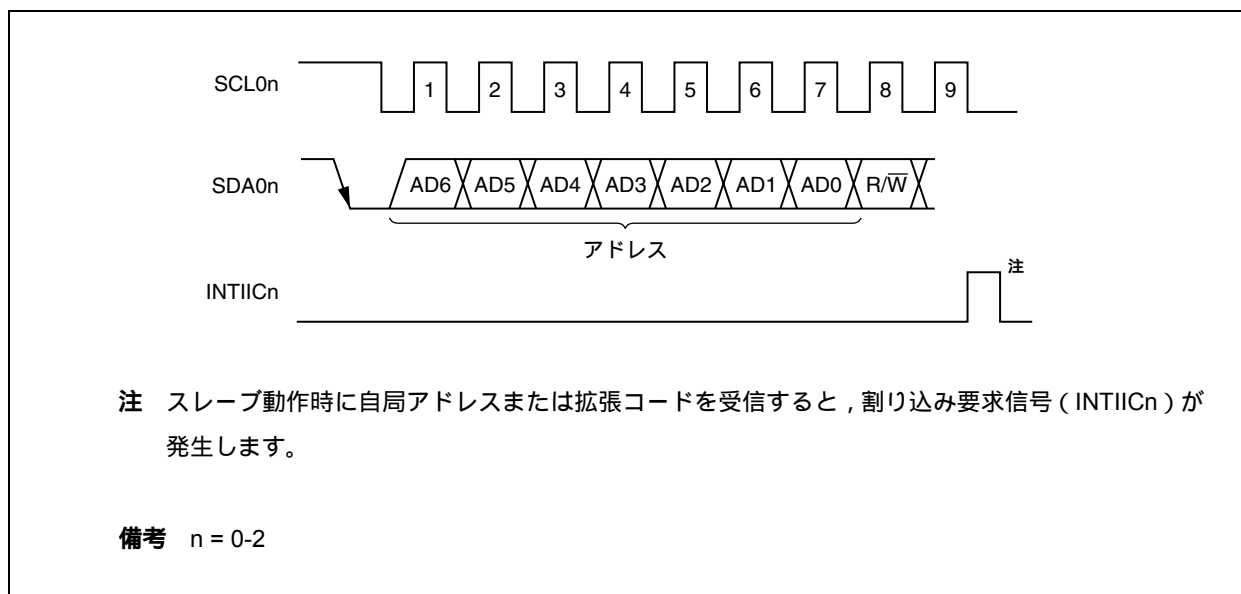 SCL0n 1 2 3 4 5 6 7 8 9
SDA0n AD6 AD5 AD4 AD3 AD2 AD1 AD0 R/W̅
アドレス
INTIICn 注
注 スレーブ動作時に自局アドレスまたは拡張コードを受信すると,割り込み要求信号(INTIICn)が
発生します。
備考 n = 0-2